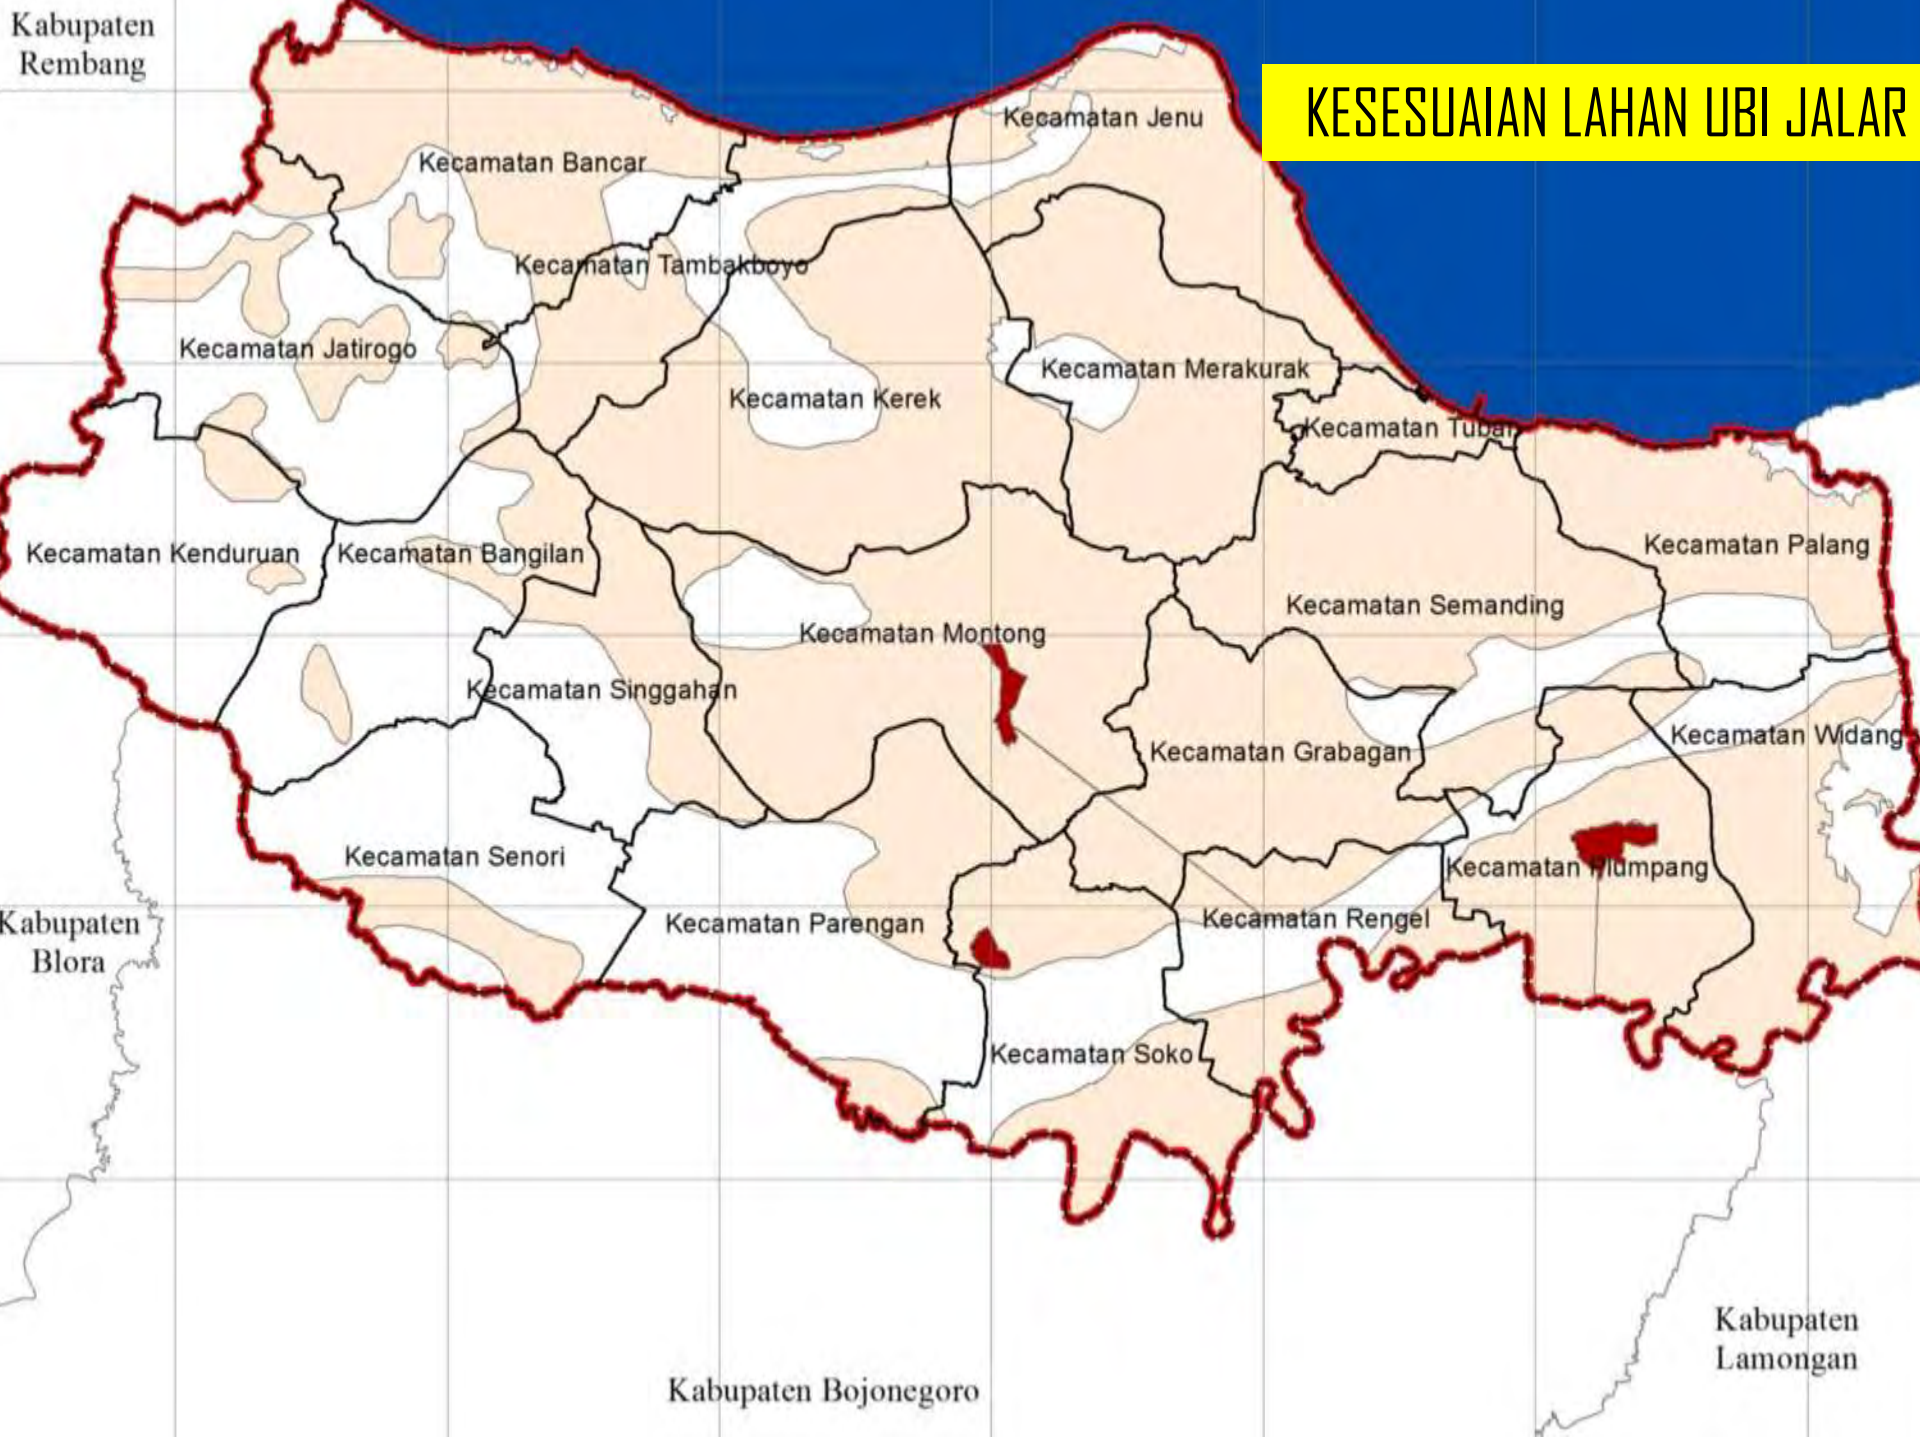 Kabupaten
Rembang
KESESUAIAN LAHAN UBI JALAR
Kecamatan Jenu
Kecamatan Bancar
Kecamatan Tambakboyo
Kecamatan Jatirogo
Kecamatan Merakurak
Kecamatan Kerek
Kecamatan Tuban
Kecamatan Kenduruan
Kecamatan Bangilan
Kecamatan Palang
Kecamatan Semanding
Kecamatan Montong
Kecamatan Singgahan
Kecamatan Widang
Kecamatan Grabagan
Kecamatan Senori
Kecamatan Plumpang
Kecamatan Parengan
Kecamatan Rengel
Kabupaten
Blora
Kecamatan Soko
Kabupaten
Lamongan
Kabupaten Bojonegoro